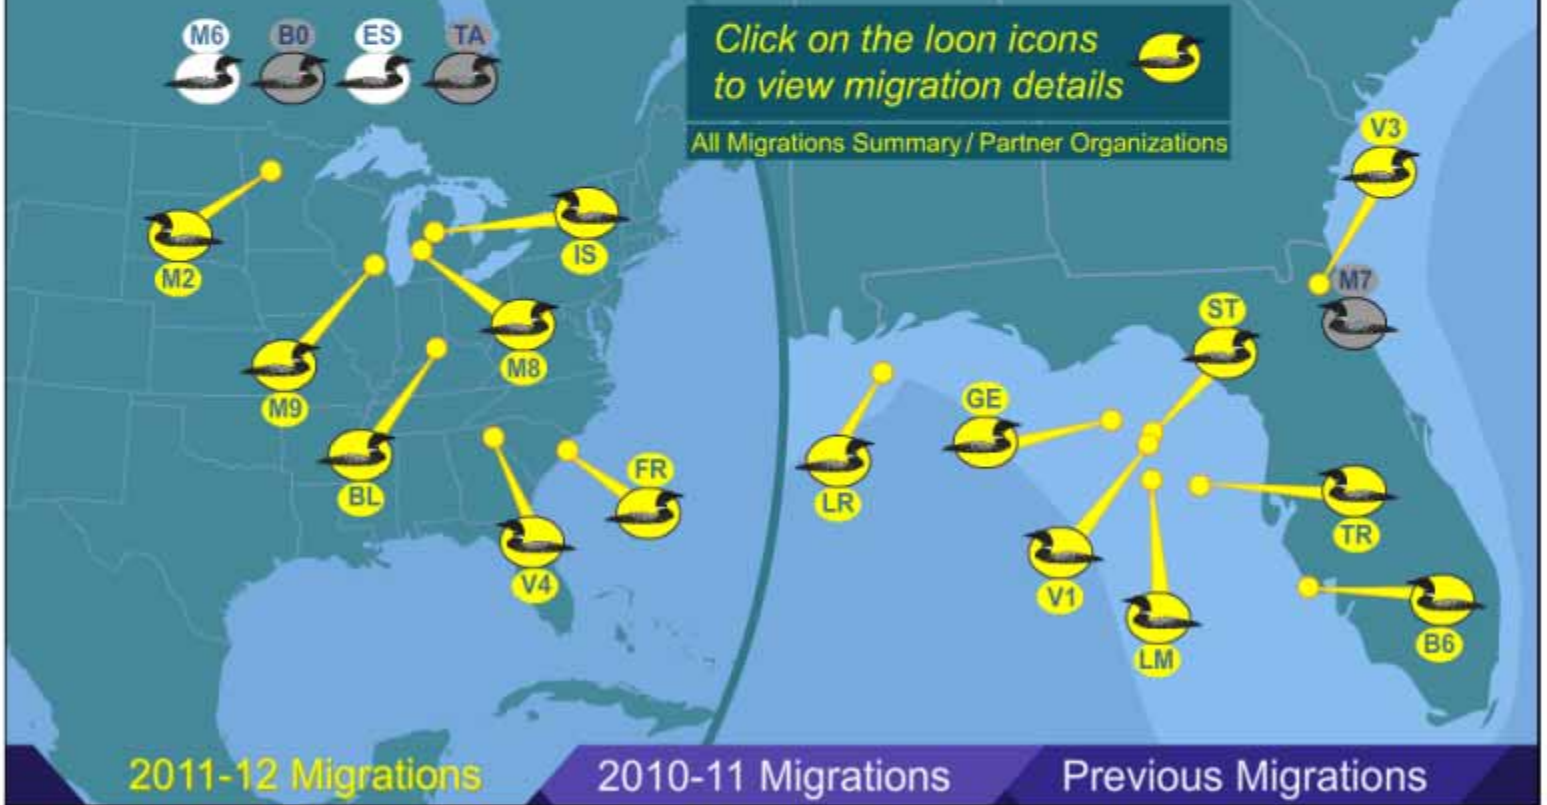 M6 B0 ES TA
Click on the loon icons
to view migration details
All Migrations Summary / Partner Organizations
V3
M2
IS
M7
ST
M8
M9
GE
BL
FR
LR
TR
V4
V1
B6
LM
2011-12 Migrations 2010-11 Migrations Previous Migrations